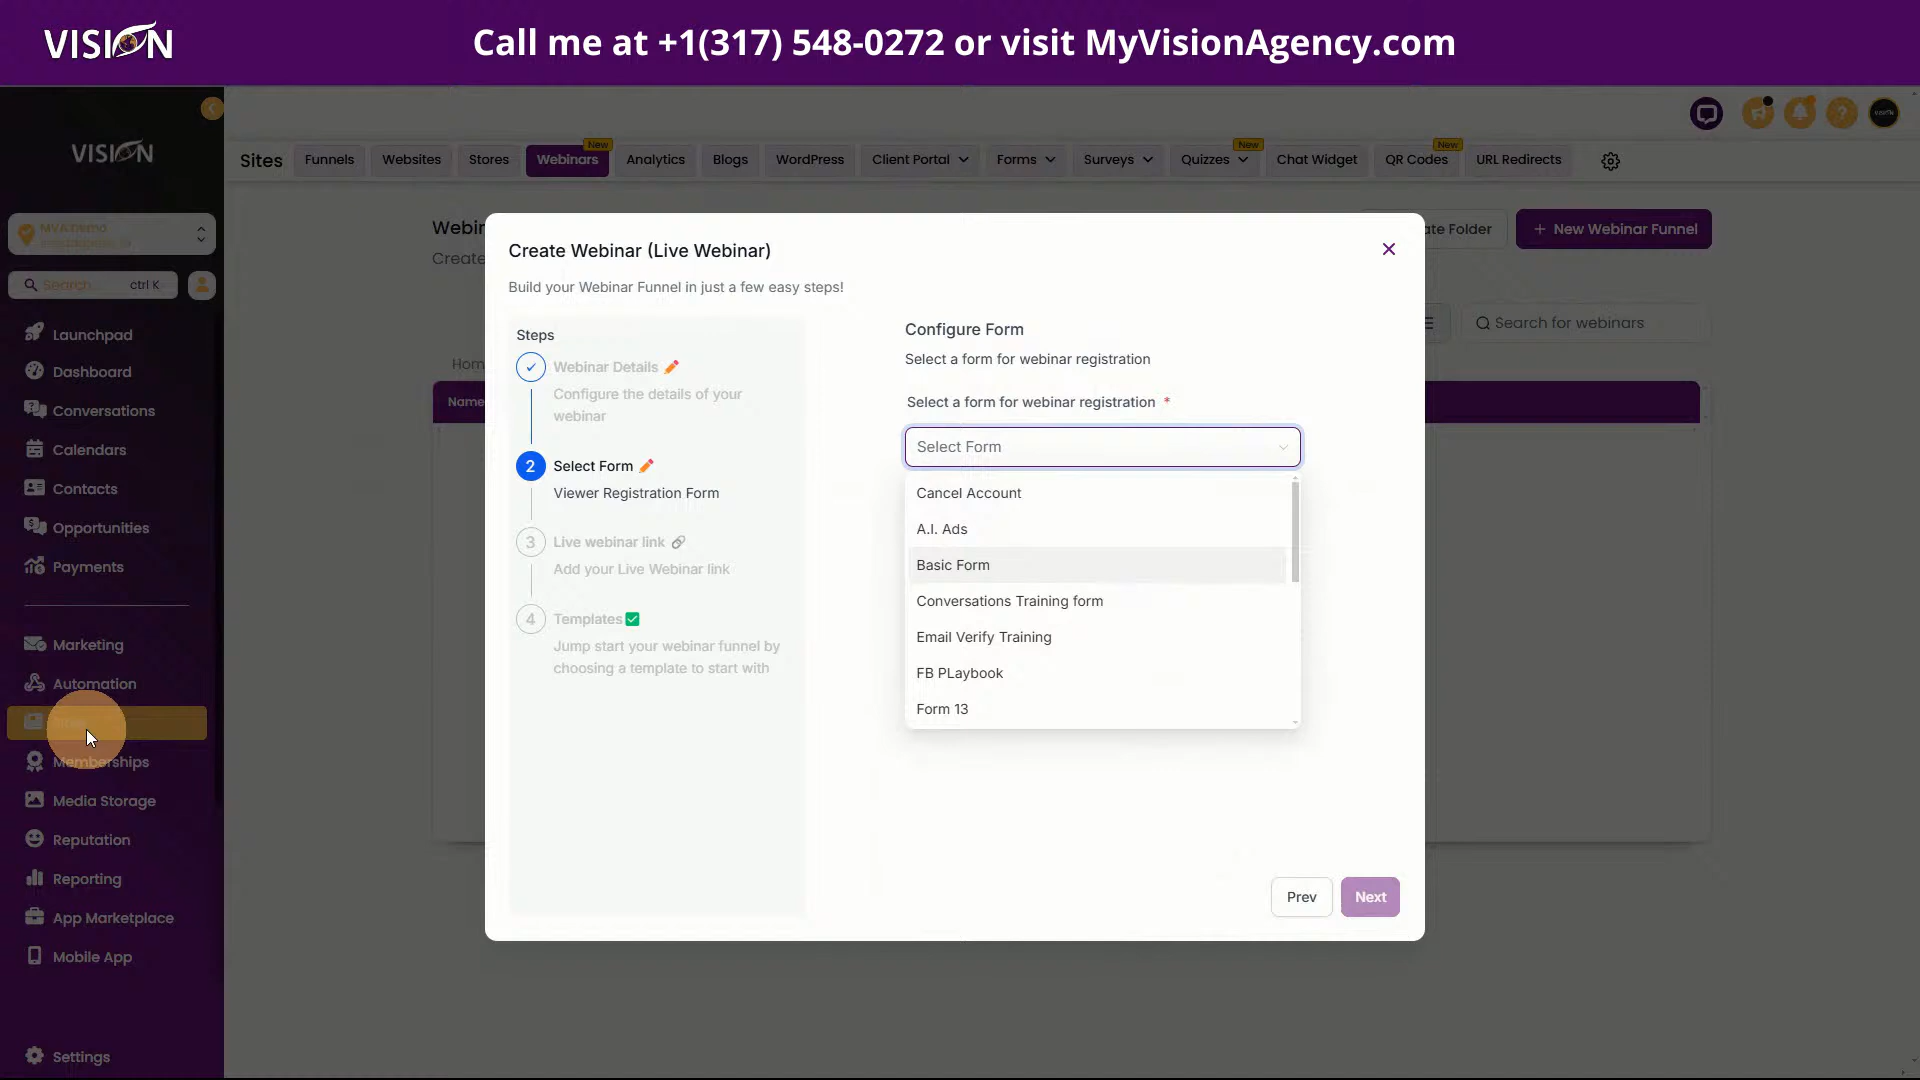 VISION
Call me at +1(317) 548-0272 or visit MyVisionAgency.com
VISION
MVA Demo
Search...
ctrl K
Launchpad
Dashboard
Conversations
Calendars
Contacts
Opportunities
Payments
Marketing
Automation
Memberships
Media Storage
Reputation
Reporting
App Marketplace
Mobile App
Settings
Sites
Funnels
Websites
Stores
Webinars
New
Analytics
Blogs
WordPress
Client Portal
Forms
Surveys
Quizzes
New
Chat Widget
QR Codes
New
URL Redirects
Webin
Create
ate Folder
+ New Webinar Funnel
Search for webinars
Hom
Name
Create Webinar (Live Webinar)
Build your Webinar Funnel in just a few easy steps!
Steps
Webinar Details
Configure the details of your
webinar
2
Select Form
Viewer Registration Form
3
Live webinar link
Add your Live Webinar link
4
Templates
Jump start your webinar funnel by
choosing a template to start with
Configure Form
Select a form for webinar registration
Select a form for webinar registration *
Select Form
Cancel Account
A.I. Ads
Basic Form
Conversations Training form
Email Verify Training
FB PLaybook
Form 13
Prev
Next